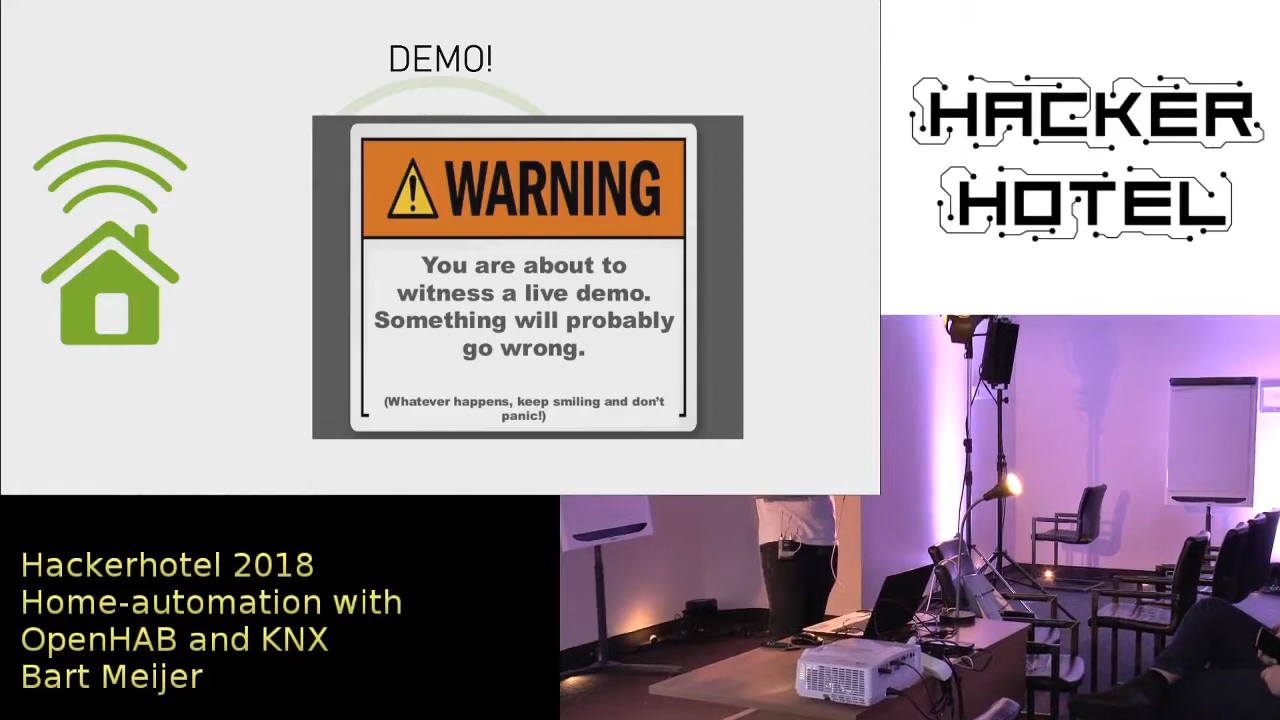 DEMO!
WARNING
You are about to
witness a live demo.
Something will probably
go wrong.
(Whatever happens, keep smiling and don't
panic!)
HACKER
HOTEL
Hackerhotel 2018
Home-automation with
OpenHAB and KNX
Bart Meijer